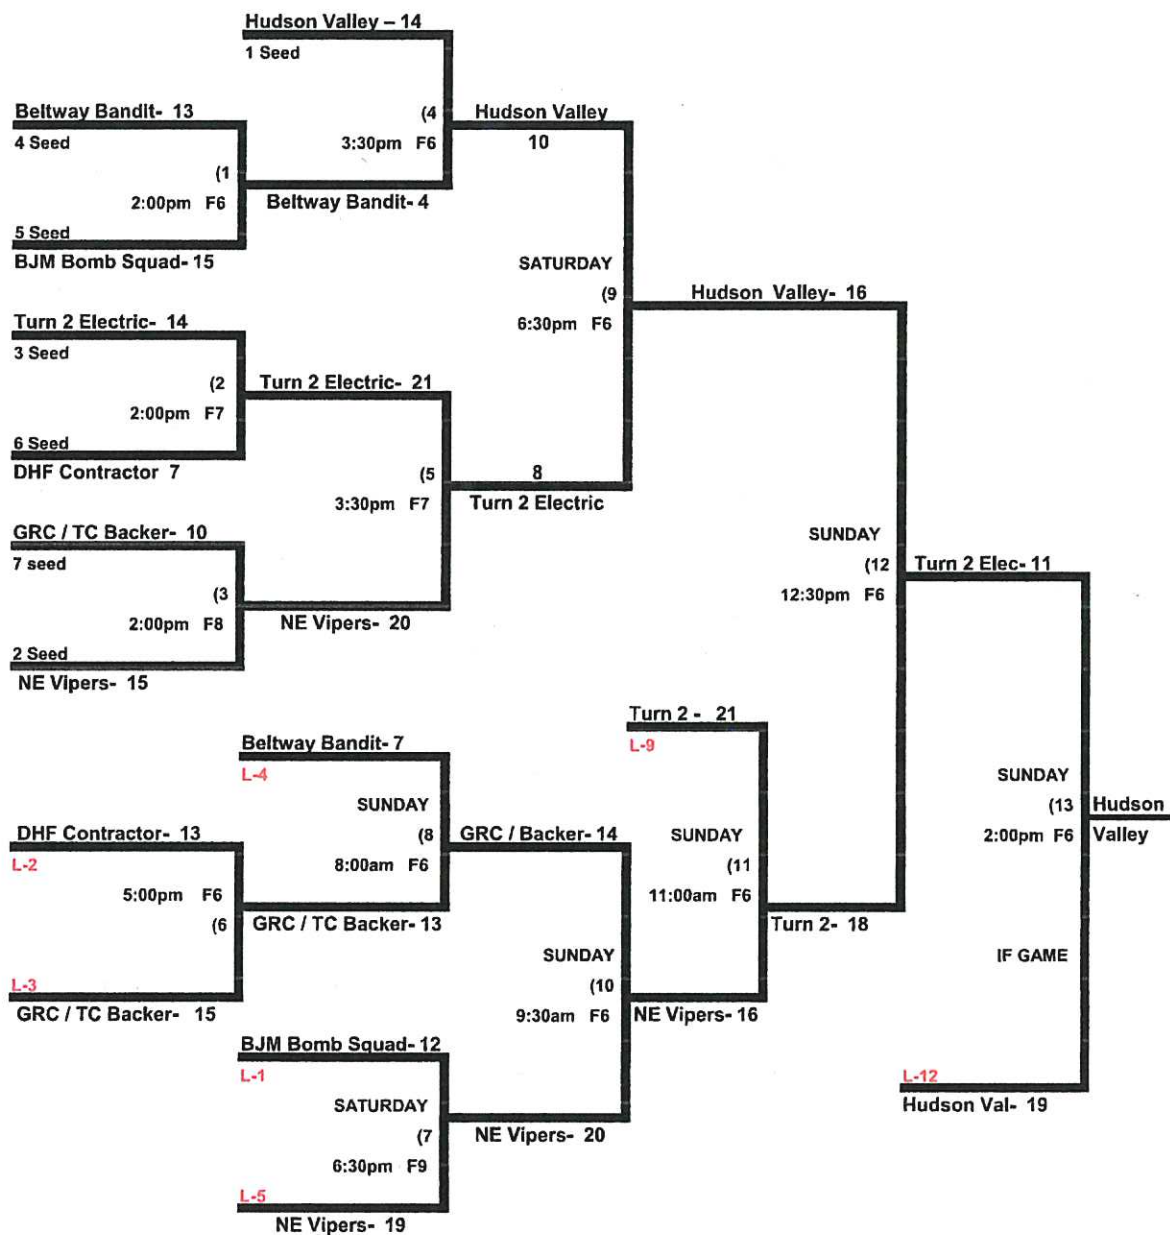 Hudson Valley – 14
1 Seed
Beltway Bandit- 13
4 Seed
(1
2:00pm F6
5 Seed
BJM Bomb Squad- 15
(4
3:30pm F6
Beltway Bandit- 4
Hudson Valley
10
Turn 2 Electric- 14
3 Seed
(2
2:00pm F7
6 Seed
DHF Contractor 7
Turn 2 Electric- 21
GRC / TC Backer- 10
7 seed
(3
2:00pm F8
2 Seed
NE Vipers- 15
(5
3:30pm F7
NE Vipers- 20
8
Turn 2 Electric
SATURDAY
(9
6:30pm F6
Hudson Valley- 16
SUNDAY
(12
12:30pm F6
Turn 2 Elec- 11
Beltway Bandit- 7
L-4
SUNDAY
(8
8:00am F6
DHF Contractor- 13
L-2
5:00pm F6
(6
L-3
GRC / TC Backer- 15
GRC / TC Backer- 13
GRC / Backer- 14
BJM Bomb Squad- 12
L-1
SATURDAY
(7
6:30pm F9
L-5
NE Vipers- 19
SUNDAY
(10
9:30am F6
NE Vipers- 20
Turn 2 - 21
L-9
SUNDAY
(11
11:00am F6
NE Vipers- 16
Turn 2- 18
SUNDAY
(13
2:00pm F6
IF GAME
L-12
Hudson Val- 19
Hudson
Valley